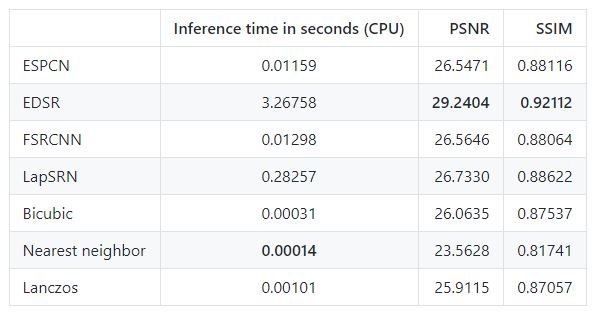 Inference time in seconds (CPU) PSNR SSIM
ESPCN 0.01159 26.5471 0.88116
EDSR 3.26758 29.2404 0.92112
FSRCNN 0.01298 26.5646 0.88064
LapSRN 0.28257 26.7330 0.88622
Bicubic 0.00031 26.0635 0.87537
Nearest neighbor 0.00014 23.5628 0.81741
Lanczos 0.00101 25.9115 0.87057